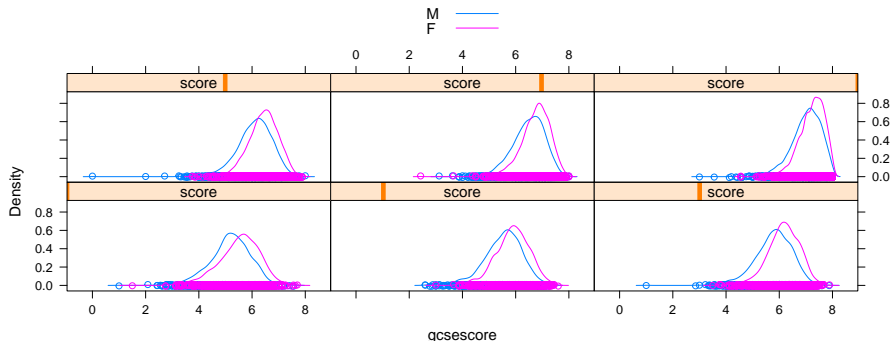 M
F
0 2 4 6 8
score score score
0.0 0.2 0.4 0.6 0.8
Density
score score score
0.0 0.2 0.4 0.6 0.8
0 2 4 6 8 0 2 4 6 8
gcsescore